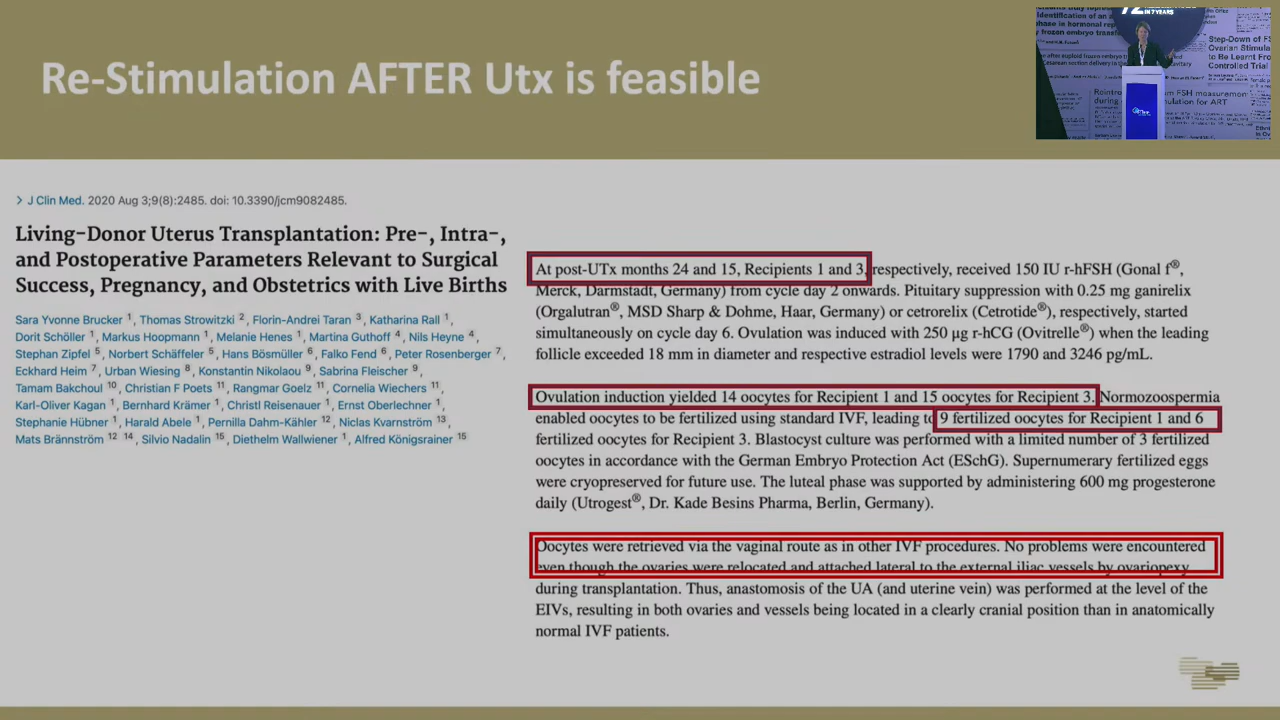 Re-Stimulation AFTER UTx is feasible
72
IN 7 YEARS
> J Clin Med. 2020 Aug 3;9(8):2485. doi: 10.3390/jcm9082485.
Living-Donor Uterus Transplantation: Pre-, Intra-,
and Postoperative Parameters Relevant to Surgical
Success, Pregnancy, and Obstetrics with Live Births
Sara Yvonne Brucker 1, Thomas Strowitzki 2, Florin-Andrei Taran 3, Katharina Rall 1,
Dorit Schöller 1, Markus Hoopmann 1, Melanie Henes 1, Martina Guthoff 4, Nils Heyne 4,
Stephan Zipfel 5, Norbert Schäffeler 5, Hans Bösmüller 6, Falko Fend 6, Peter Rosenberger 7,
Eckhard Heim 7, Urban Wiesing 8, Konstantin Nikolaou 9, Sabrina Fleischer 9,
Tamam Bakchoul 10, Christian F Poets 11, Rangmar Goelz 11, Cornelia Wiechers 11,
Karl-Oliver Kagan 1, Bernhard Krämer 1, Christl Reisenauer 1, Ernst Oberlechner 1,
Stephanie Hübner 1, Harald Abele 1, Pernilla Dahm-Kähler 12, Niclas Kvarnström 13,
Mats Brännström 12 14, Silvio Nadalin 15, Diethelm Wallwiener 1, Alfred Königsrainer 15
At post-UTx months 24 and 15, Recipients 1 and 3, respectively, received 150 IU r-hFSH (Gonal f®,
Merck, Darmstadt, Germany) from cycle day 2 onwards. Pituitary suppression with 0.25 mg ganirelix
(Orgalutran®, MSD Sharp & Dohme, Haar, Germany) or cetrorelix (Cetrotide®), respectively, started
simultaneously on cycle day 6. Ovulation was induced with 250 µg r-hCG (Ovitrelle®) when the leading
follicle exceeded 18 mm in diameter and respective estradiol levels were 1790 and 3246 pg/mL.
Ovulation induction yielded 14 oocytes for Recipient 1 and 15 oocytes for Recipient 3. Normozoospermia
enabled oocytes to be fertilized using standard IVF, leading to 9 fertilized oocytes for Recipient 1 and 6
fertilized oocytes for Recipient 3. Blastocyst culture was performed with a limited number of 3 fertilized
oocytes in accordance with the German Embryo Protection Act (ESchG). Supernumerary fertilized eggs
were cryopreserved for future use. The luteal phase was supported by administering 600 mg progesterone
daily (Utrogest®, Dr. Kade Besins Pharma, Berlin, Germany).
Oocytes were retrieved via the vaginal route as in other IVF procedures. No problems were encountered
even though the ovaries were relocated and attached lateral to the external iliac vessels by ovariopexy
during transplantation. Thus, anastomosis of the UA (and uterine vein) was performed at the level of the
EIVs, resulting in both ovaries and vessels being located in a clearly cranial position than in anatomically
normal IVF patients.